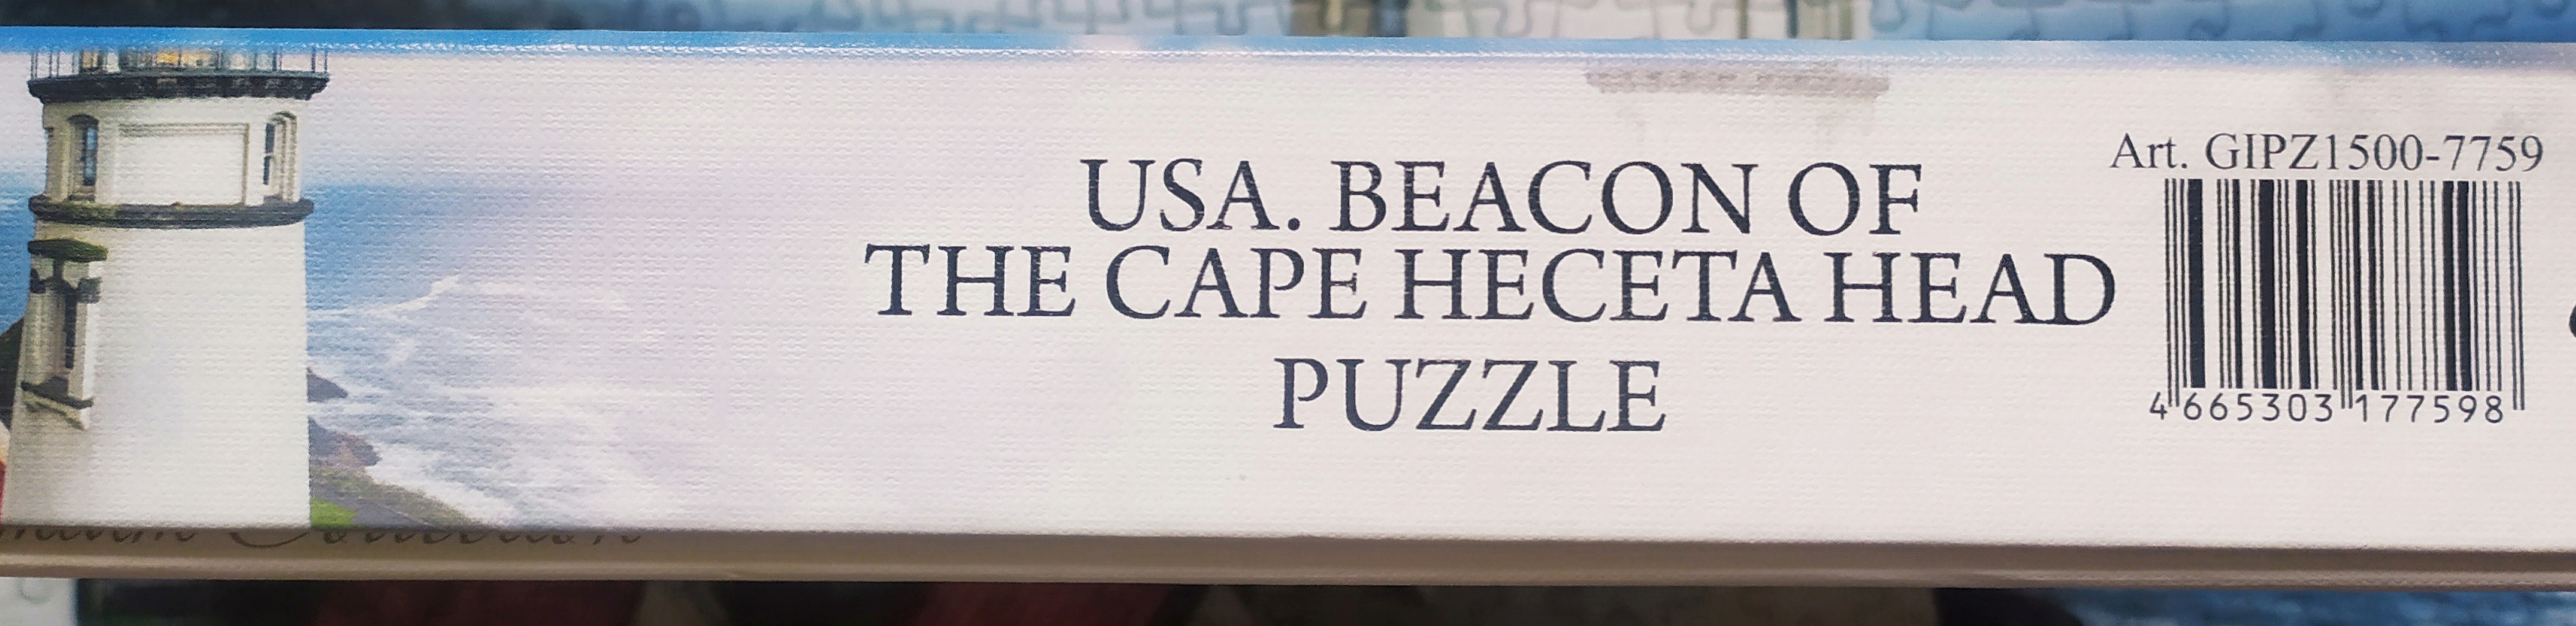 USA. BEACON OF
THE CAPE HECETA HEAD
PUZZLE
Art. GIPZ1500-7759
4 665303 177598